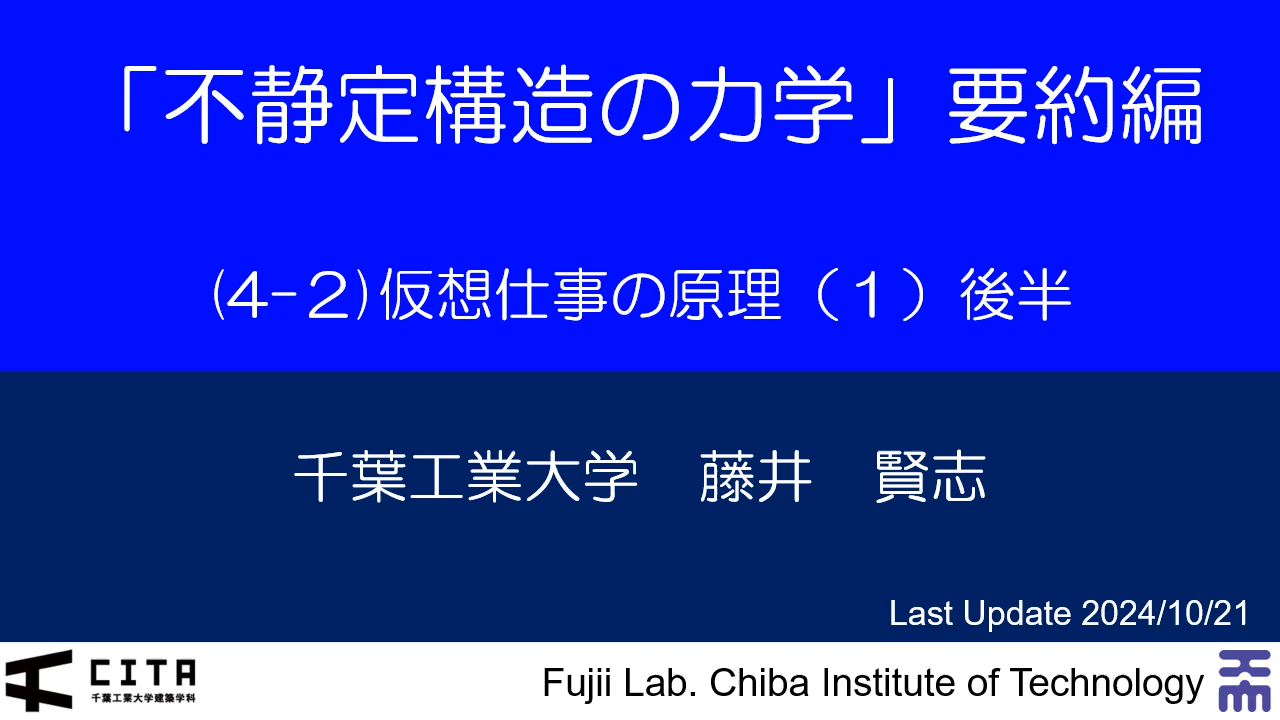 「不静定構造の力学」要約編
(4-2)仮想仕事の原理（1）後半
千葉工業大学　藤井　賢志
Last Update 2024/10/21
CITA
千葉工業大学建築学科
Fujii Lab. Chiba Institute of Technology